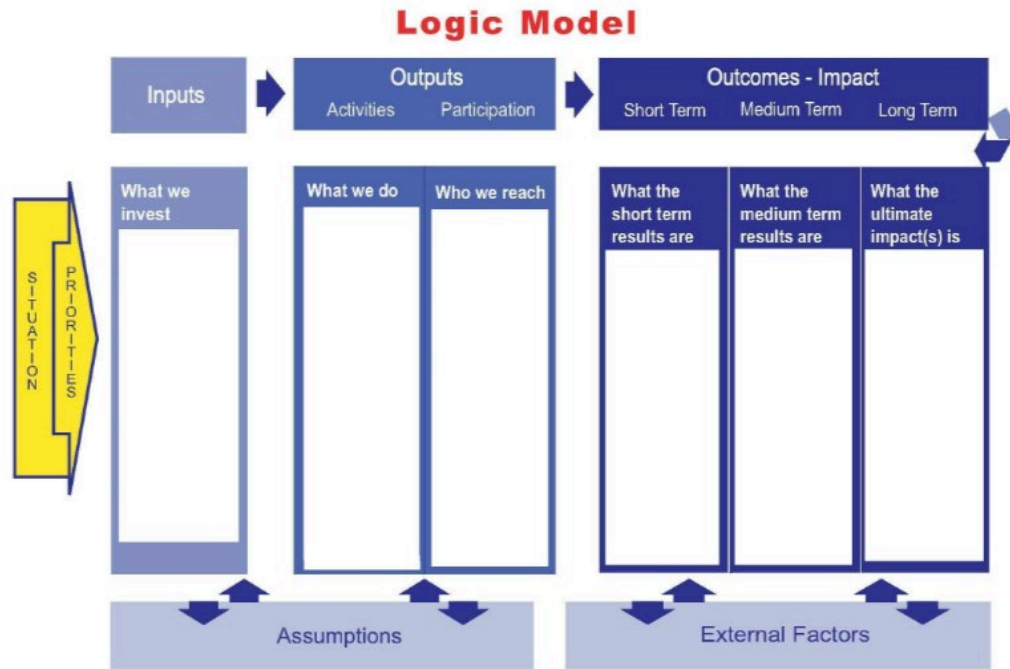 Logic Model
Inputs
Outputs
Activities Participation
Outcomes - Impact
Short Term Medium Term Long Term
SITUATION
PRIORITIES
What we
invest
What we do
Who we reach
What the
short term
results are
What the
medium term
results are
What the
ultimate
impact(s) is
Assumptions
External Factors